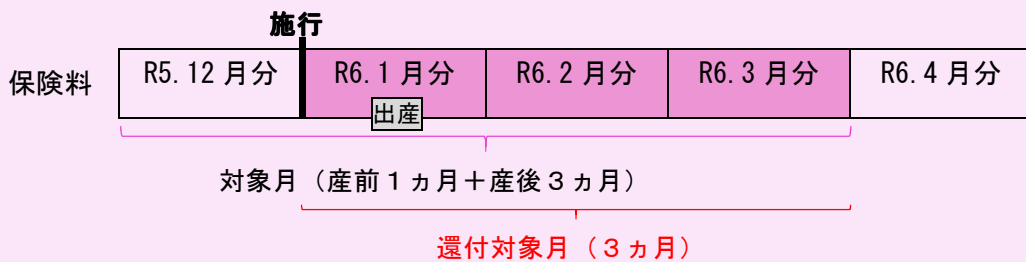 施行
保険料 R5.12月分 R6.1月分 R6.2月分 R6.3月分 R6.4月分
出産
対象月(産前1ヵ月+産後3ヵ月)
還付対象月(3ヵ月)